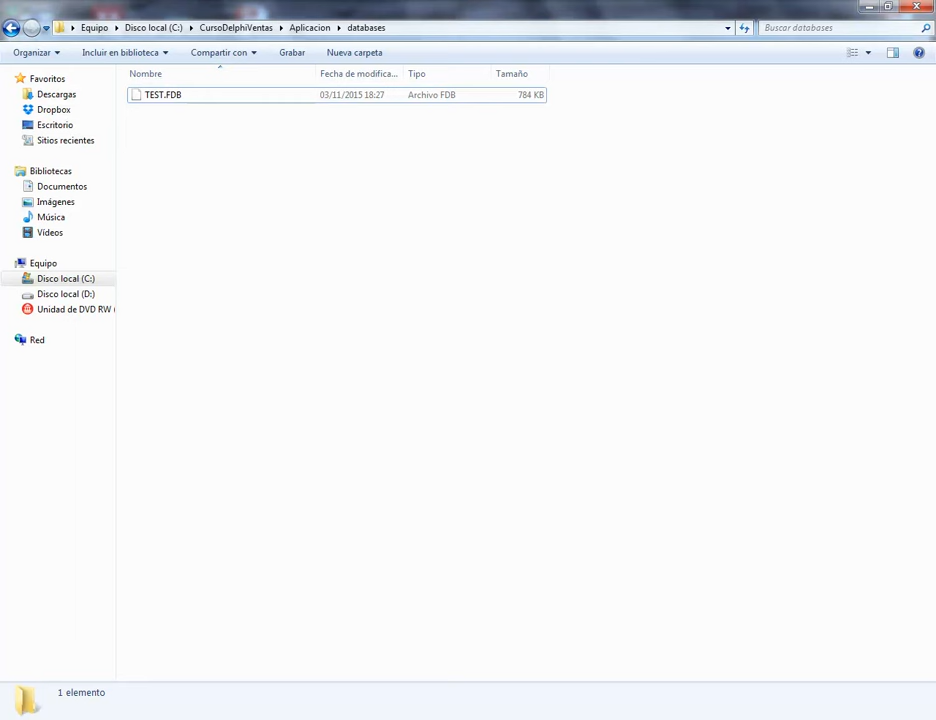 Equipo Disco local (C:) CursoDelphiVentas Aplicacion databases Buscar databases
Organizar Incluir en biblioteca Compartir con Grabar Nueva carpeta
Favoritos
Descargas
Dropbox
Escritorio
Sitios recientes
Bibliotecas
Documentos
Imágenes
Música
Vídeos
Equipo
Disco local (C:)
Disco local (D:)
Unidad de DVD RW (
Red
Nombre Fecha de modifica... Tipo Tamaño
TEST.FDB 03/11/2015 18:27 Archivo FDB 784 KB
1 elemento